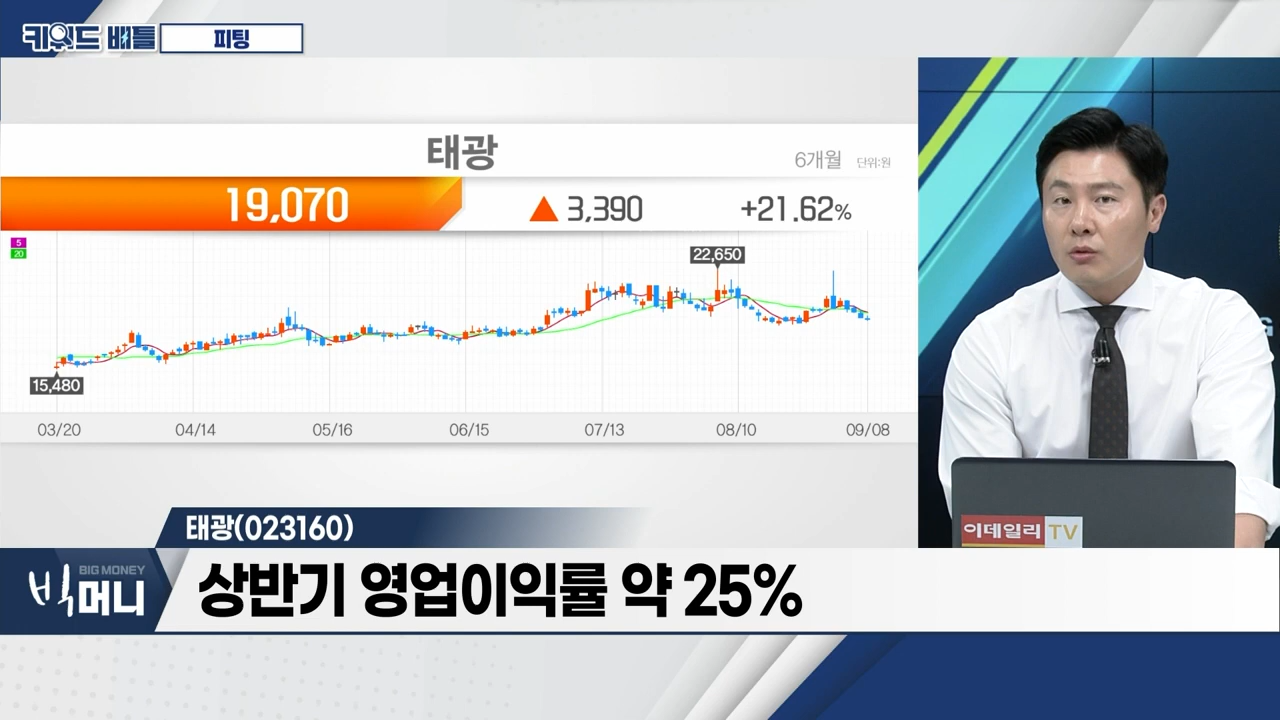 키워드 배틀 피팅
태광
6개월 단위:원
19,070 ▲ 3,390 +21.62%
5
20
22,650
15,480
03/20 04/14 05/16 06/15 07/13 08/10 09/08
G
이데일리TV
태광(023160)
BIG MONEY
빅머니
상반기 영업이익률 약 25%